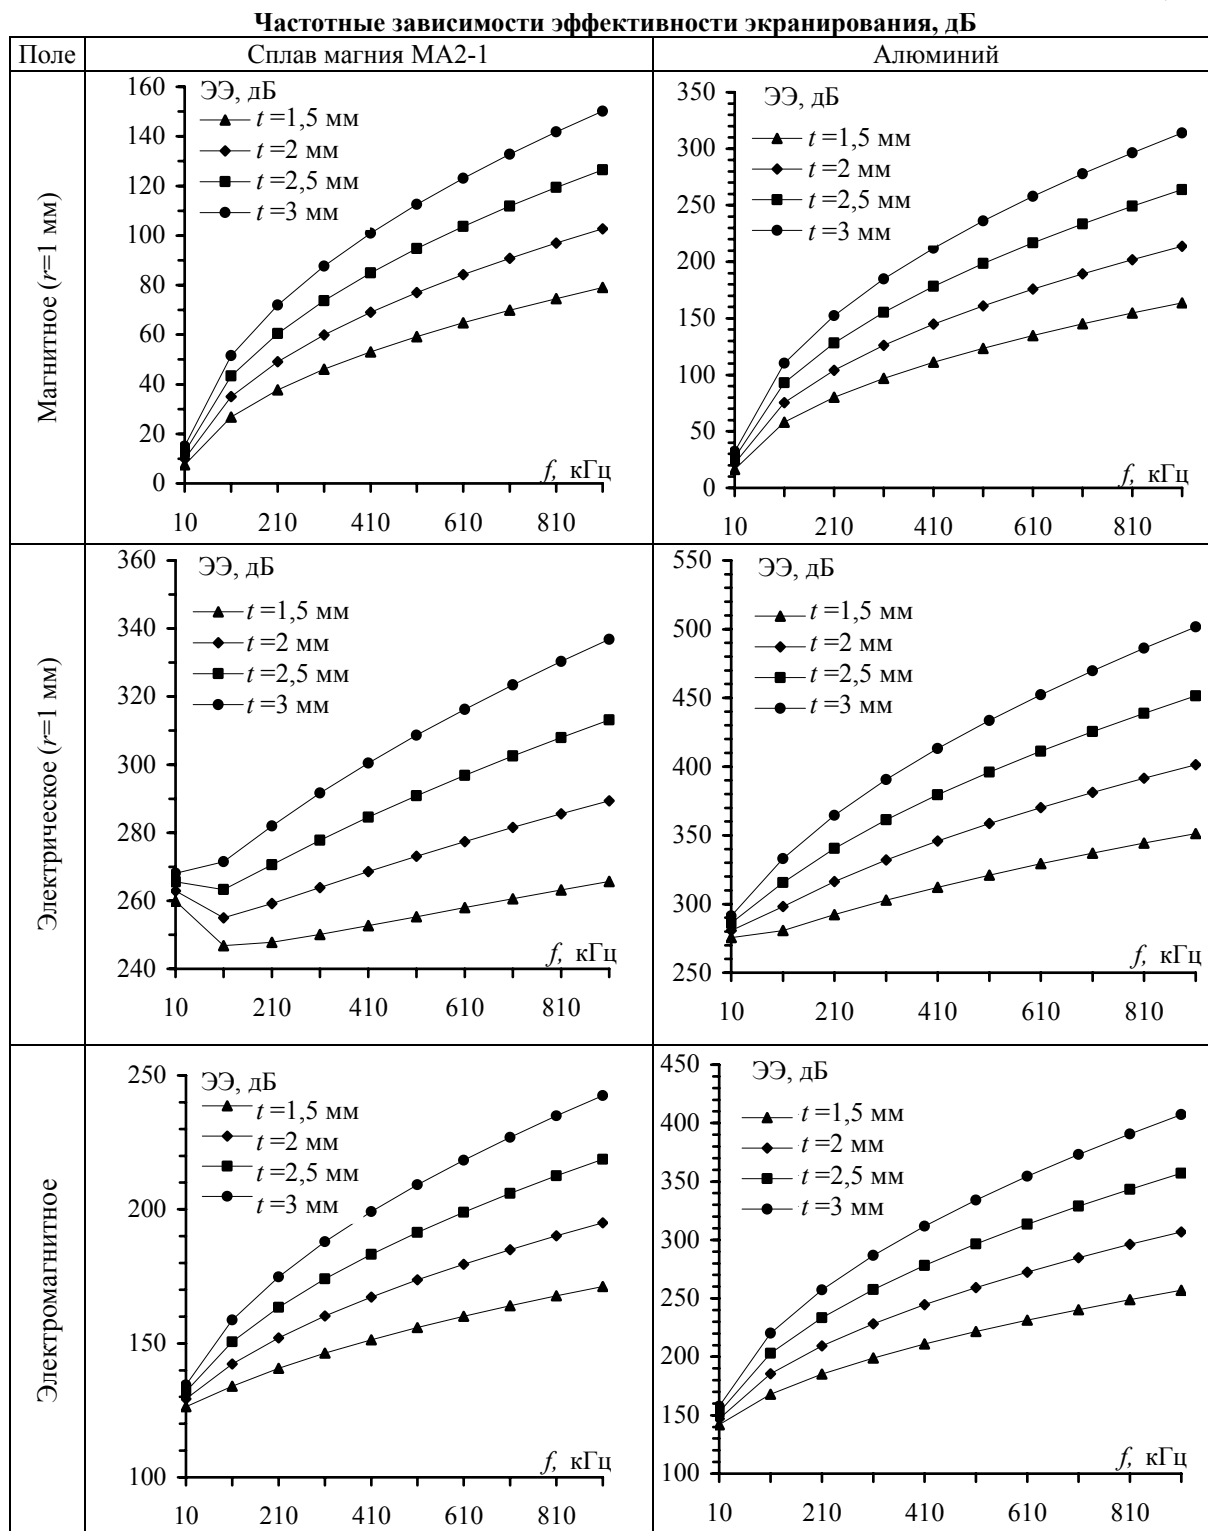 Частотные зависимости эффективности экранирования, дБ
Поле
Сплав магния МА2-1
Алюминий
Магнитное (r=1 мм)
ЭЭ, дБ
t=1,5 мм
t=2 мм
t=2,5 мм
t=3 мм
160
140
120
100
80
60
40
20
0
f, кГц
10 210 410 610 810
ЭЭ, дБ
t=1,5 мм
t=2 мм
t=2,5 мм
t=3 мм
350
300
250
200
150
100
50
0
f, кГц
10 210 410 610 810
Электрическое (r=1 мм)
ЭЭ, дБ
t =1,5 мм
t =2 мм
t =2,5 мм
t =3 мм
360
340
320
300
280
260
240
f, кГц
10 210 410 610 810
ЭЭ, дБ
t =1,5 мм
t =2 мм
t =2,5 мм
t =3 мм
550
500
450
400
350
300
250
f, кГц
10 210 410 610 810
Электромагнитное
ЭЭ, дБ
t =1,5 мм
t =2 мм
t =2,5 мм
t =3 мм
250
200
150
100
f, кГц
10 210 410 610 810
ЭЭ, дБ
t =1,5 мм
t =2 мм
t =2,5 мм
t =3 мм
450
400
350
300
250
200
150
100
f, кГц
10 210 410 610 810